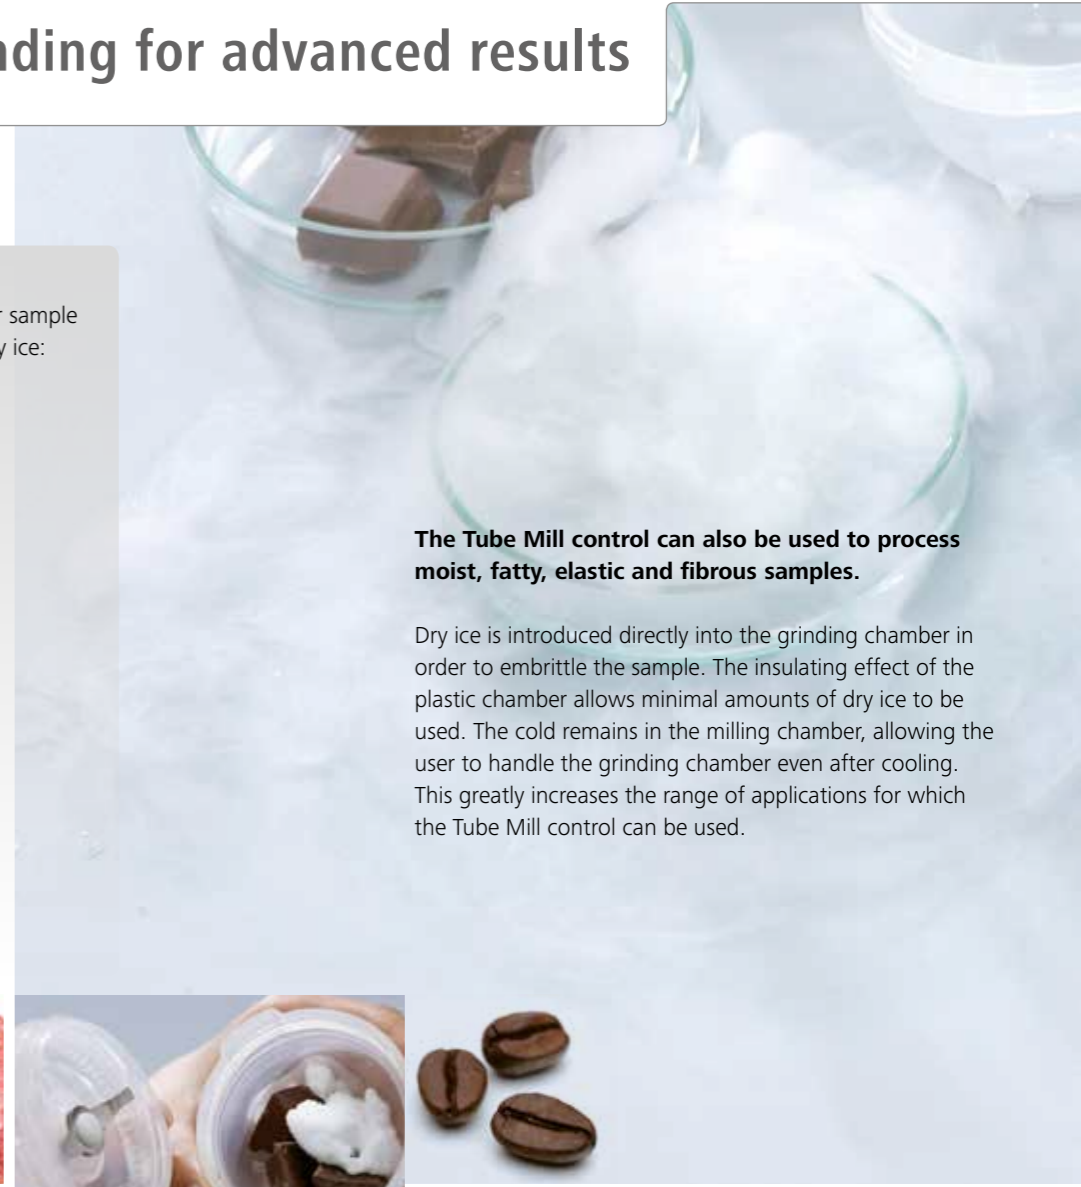 nding for advanced results
r sample
y ice:
The Tube Mill control can also be used to process
moist, fatty, elastic and fibrous samples.
Dry ice is introduced directly into the grinding chamber in
order to embrittle the sample. The insulating effect of the
plastic chamber allows minimal amounts of dry ice to be
used. The cold remains in the milling chamber, allowing the
user to handle the grinding chamber even after cooling.
This greatly increases the range of applications for which
the Tube Mill control can be used.